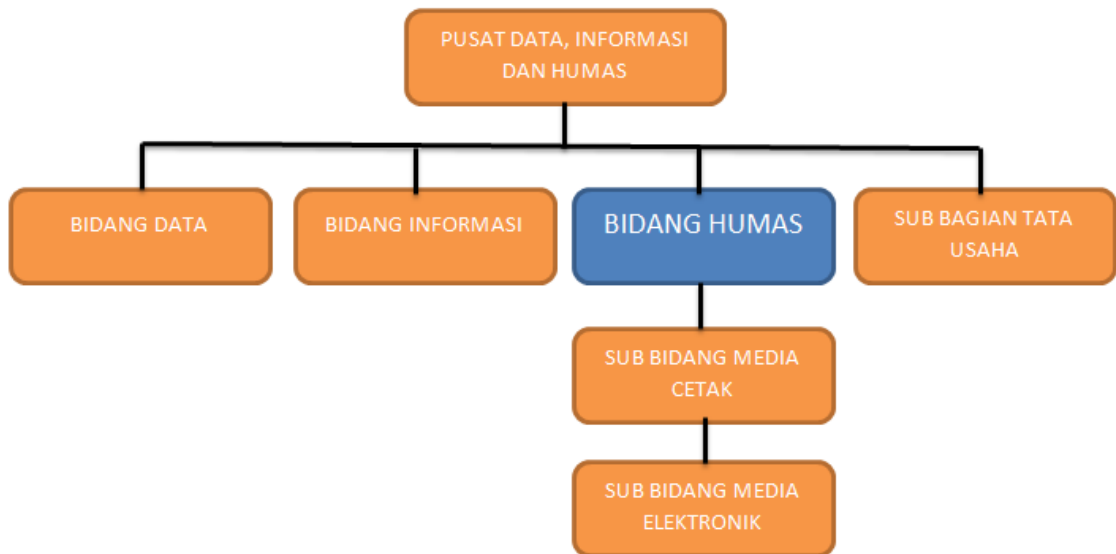 PUSAT DATA, INFORMASI
DAN HUMAS
BIDANG DATA
BIDANG INFORMASI
BIDANG HUMAS
SUB BAGIAN TATA
USAHA
SUB BIDANG MEDIA
CETAK
SUB BIDANG MEDIA
ELEKTRONIK